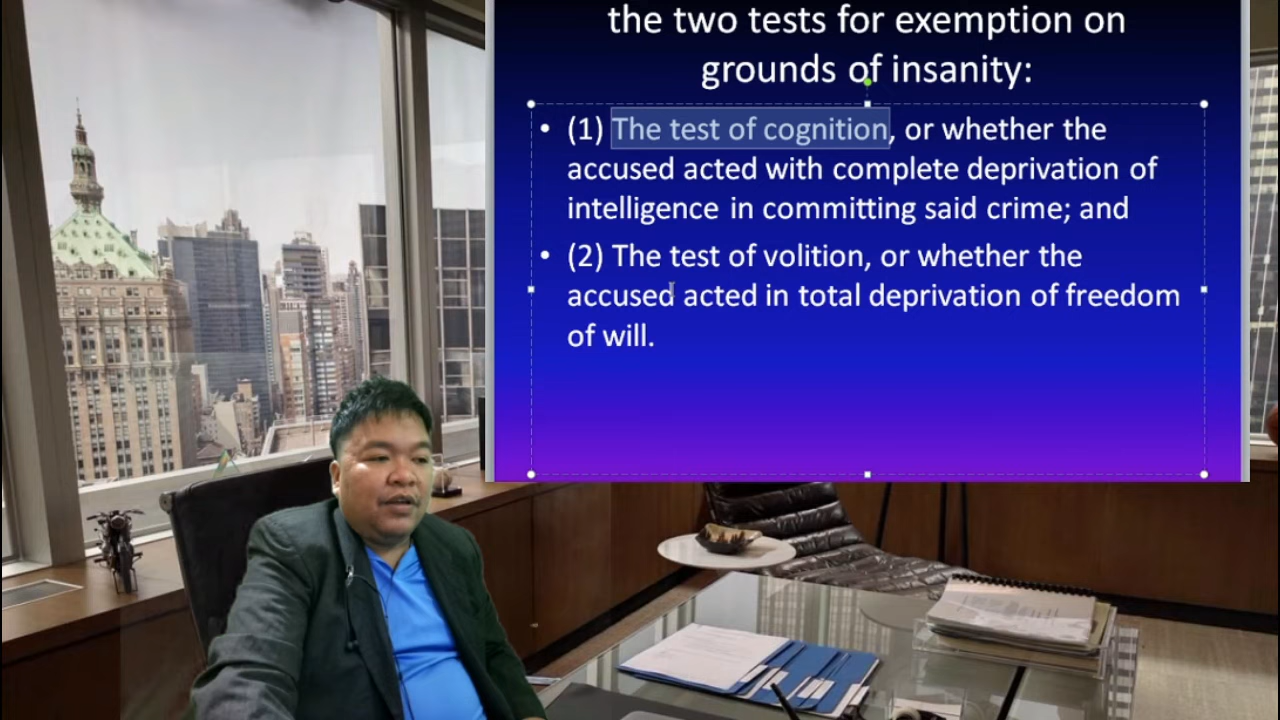 the two tests for exemption on
grounds of insanity:
• (1) The test of cognition, or whether the
accused acted with complete deprivation of
intelligence in committing said crime; and
• (2) The test of volition, or whether the
accused acted in total deprivation of freedom
of will.